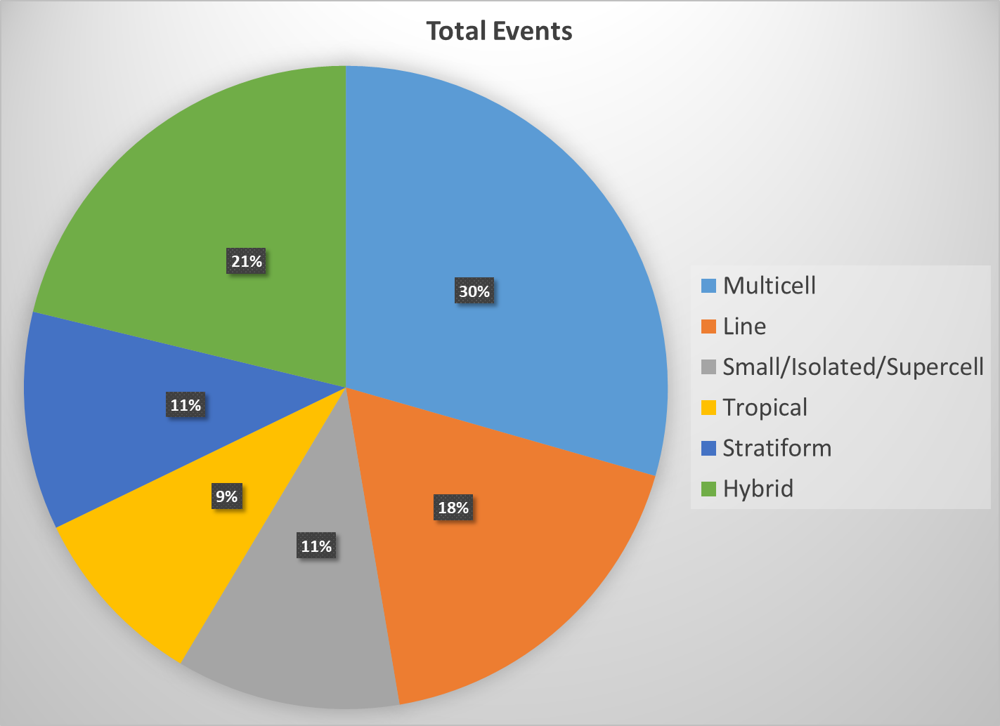 Total Events
21%
30%
11%
9%
11%
18%
Multicell
Line
Small/Isolated/Supercell
Tropical
Stratiform
Hybrid